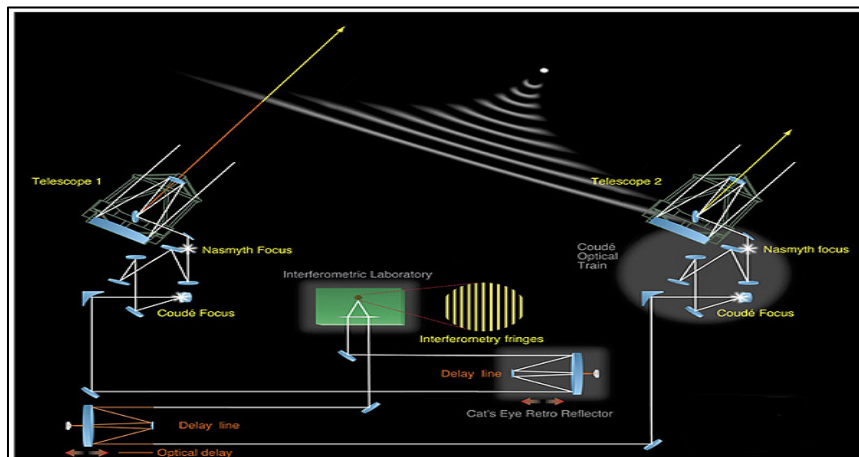 Telescope 1
Telescope 2
Nasmyth Focus
Coudé
Optical
Train
Nasmyth focus
Interferometric Laboratory
Coudé Focus
Coudé Focus
Interferometry fringes
Delay line
Cat's Eye Retro Reflector
Delay line
Optical delay